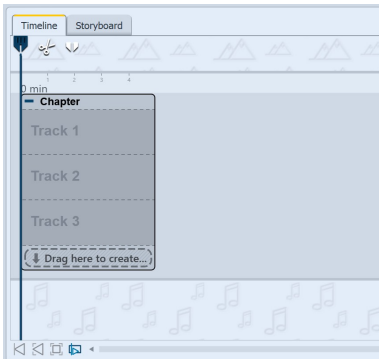 Timeline Storyboard
1 2 3 4
0 min
Chapter
Track 1
Track 2
Track 3
Drag here to create...